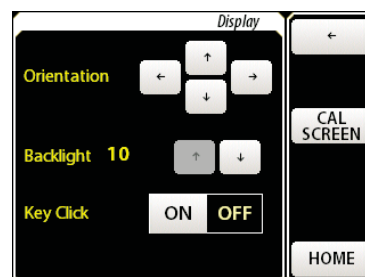 Display
Orientation ← ↑ ↓ →
Backlight 10 ↑ ↓
Key Click ON OFF
←
CAL
SCREEN
HOME